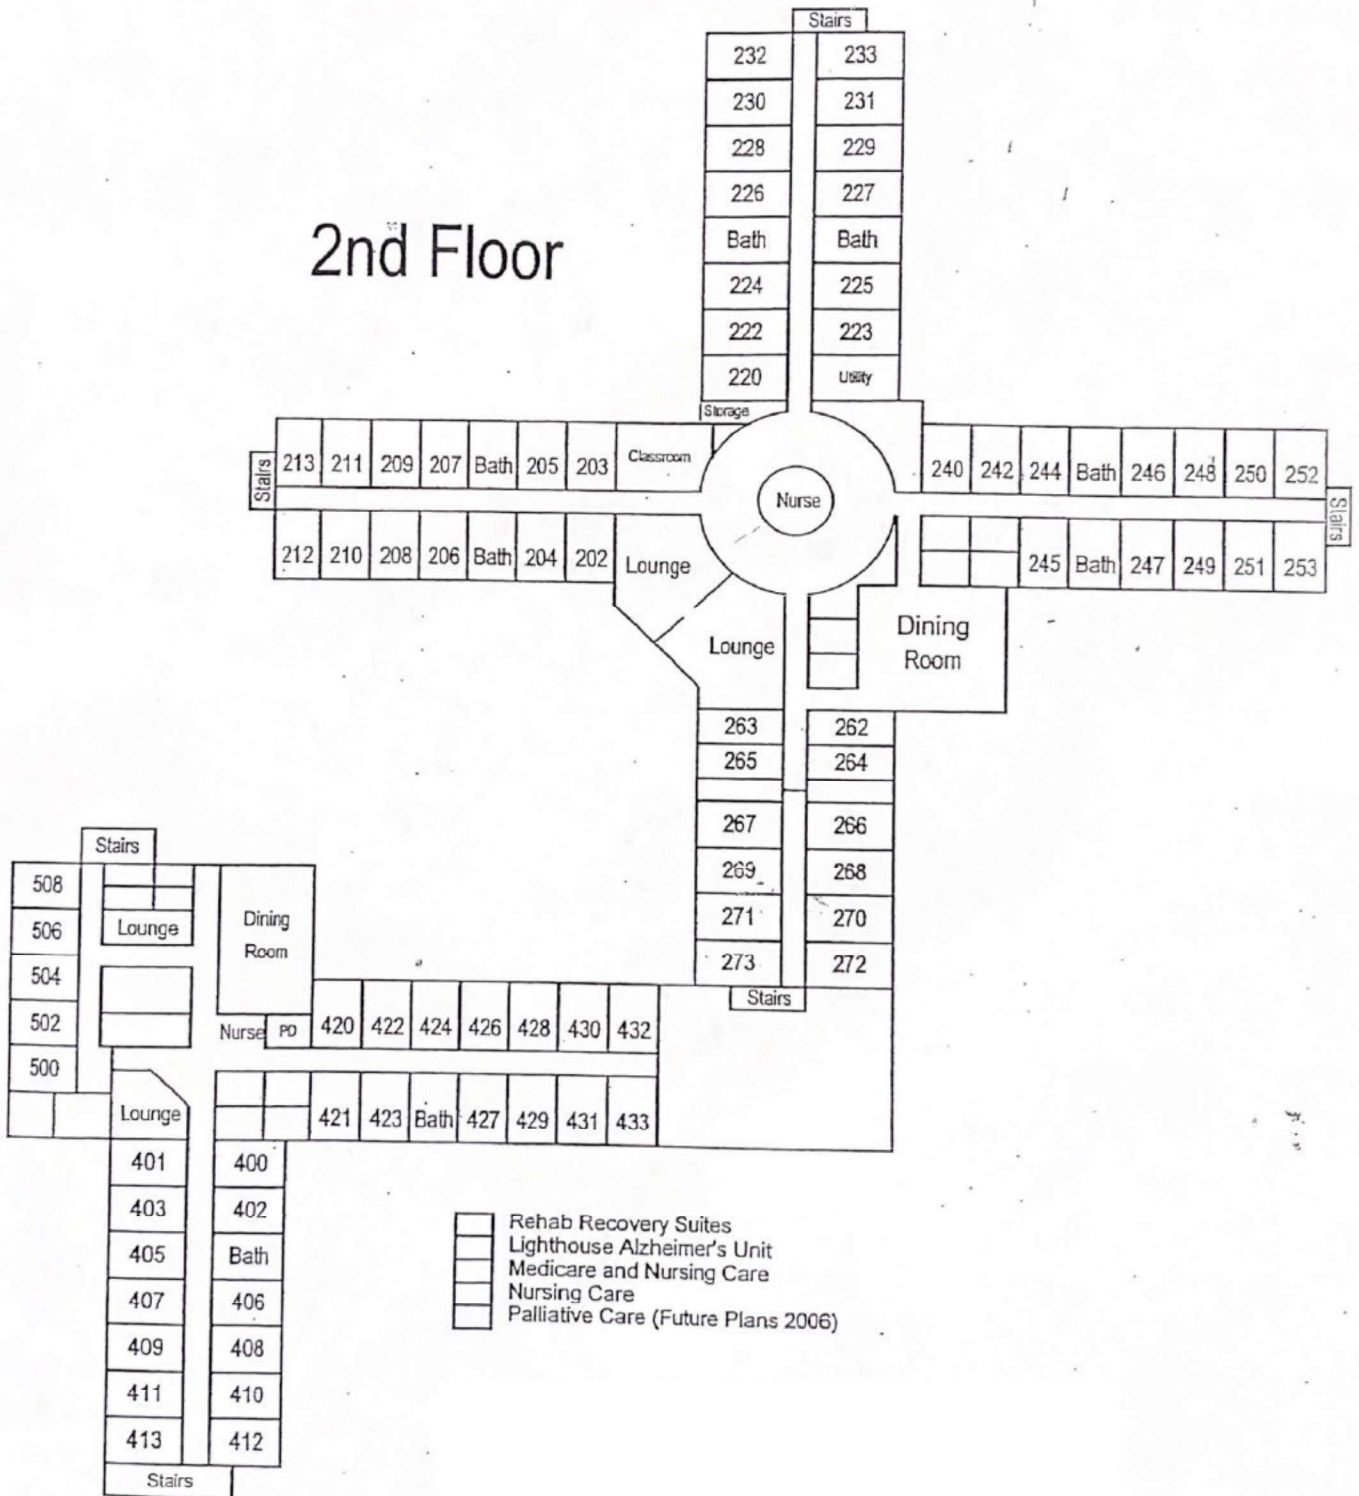 Stairs
232 233
230 231
228 229
226 227
Bath Bath
224 225
222 223
220 Utility
2nd Floor
Storage
Stairs 213 211 209 207 Bath 205 203 Classroom
212 210 208 206 Bath 204 202 Lounge
Nurse
240 242 244 Bath 246 248 250 252 Stairs
245 Bath 247 249 251 253
Lounge
Dining
Room
263 262
265 264
267 266
269 268
271 270
273 272
Stairs
Stairs
508
506 Lounge
504
502
500
Dining
Room
Nurse PD 420 422 424 426 428 430 432
Lounge 421 423 Bath 427 429 431 433
401 400
403 402
405 Bath
407 406
409 408
411 410
413 412
Stairs
Rehab Recovery Suites
Lighthouse Alzheimer's Unit
Medicare and Nursing Care
Nursing Care
Palliative Care (Future Plans 2006)